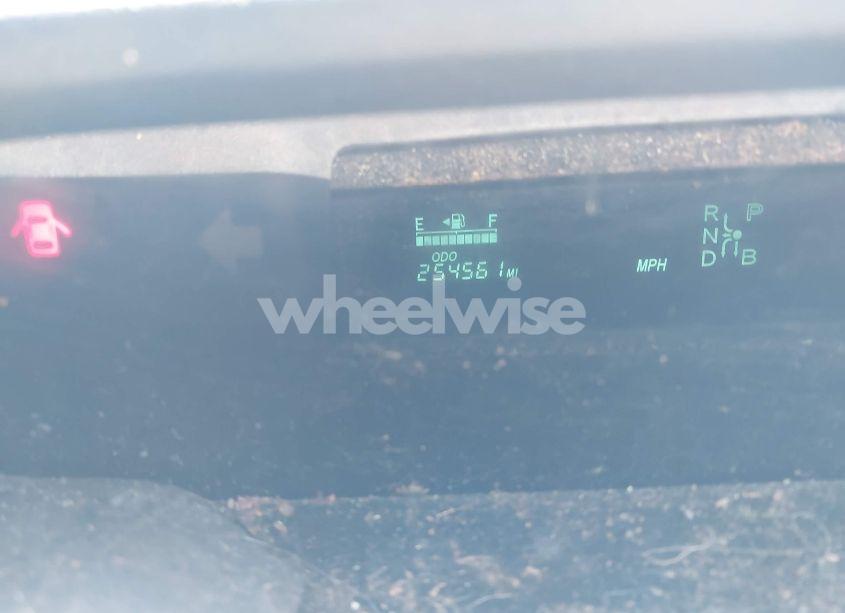 E F
ODO
254561 MI
MPH
R P
N
D B
wheelwise